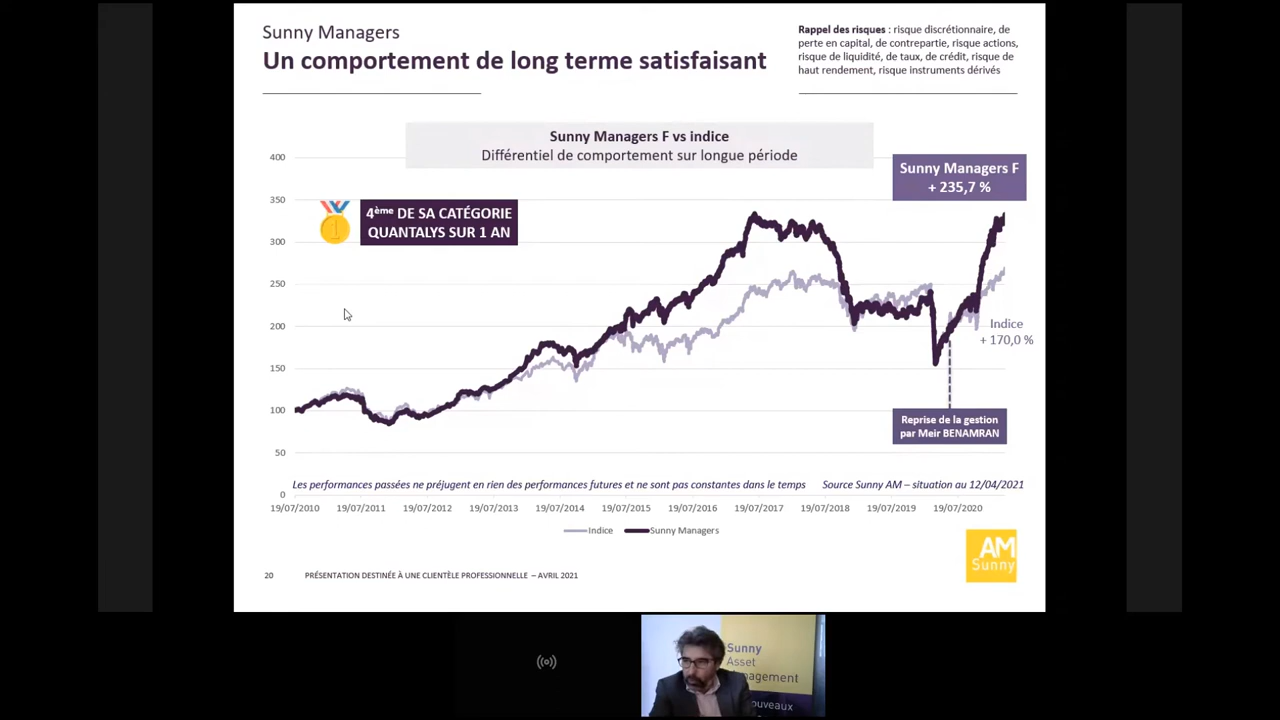 Sunny Managers
Un comportement de long terme satisfaisant
Rappel des risques : risque discrétionnaire, de
perte en capital, de contrepartie, risque actions,
risque de liquidité, de taux, de crédit, risque de
haut rendement, risque instruments dérivés
Sunny Managers F vs indice
Différentiel de comportement sur longue période
Sunny Managers F
+ 235,7 %
1
4ème DE SA CATÉGORIE
QUANTALYS SUR 1 AN
400
350
300
250
200
150
100
50
0
Indice
+ 170,0 %
Reprise de la gestion
par Meir BENAMRAN
Les performances passées ne préjugent en rien des performances futures et ne sont pas constantes dans le temps
Source Sunny AM – situation au 12/04/2021
19/07/2010 19/07/2011 19/07/2012 19/07/2013 19/07/2014 19/07/2015 19/07/2016 19/07/2017 19/07/2018 19/07/2019 19/07/2020
Indice Sunny Managers
AM
Sunny
20 PRÉSENTATION DESTINÉE À UNE CLIENTÈLE PROFESSIONNELLE – AVRIL 2021
Sunny
Asset
nagement
ouveaux